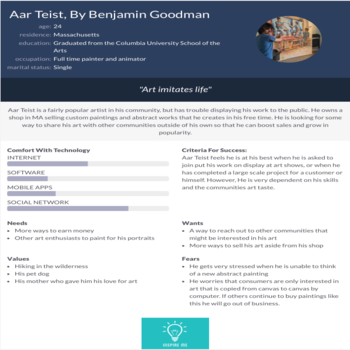 Aar Teist, By Benjamin Goodman
age: 24
residence: Massachusetts
education: Graduated from the Columbia University School of the
Arts
occupation: Full time painter and animator
marital status: Single
"Art imitates life"
Aar Teist is a fairly popular artist in his community, but has trouble displaying his work to the public. He owns a
shop in MA selling custom paintings and abstract works that he creates in his free time. He is looking for some
way to share his art with other communities outside of his own so that he can boost sales and grow in
popularity.
Comfort With Technology
INTERNET
SOFTWARE
MOBILE APPS
SOCIAL NETWORK
Criteria For Success:
Aar Teist feels he is at his best when he is asked to
join put his work on display at art shows, or when he
has completed a large scale project for a customer or
himself. However, He is very dependent on his skills
and the communities art taste.
Needs
• More ways to earn money
• Other art enthusiasts to paint for his portraits
Wants
• A way to reach out to other communities that
might be interested in his art
• More ways to sell his art aside from his shop
Values
• Hiking in the wilderness
• His pet dog
• His mother who gave him his love for art
Fears
• He gets very stressed when he is unable to think
of a new abstract painting
• He worries that consumers are only interested in
art that is copied from canvas to canvas by
computer. If others continue to buy paintings like
this he will go out of business.
INSPIRE ME